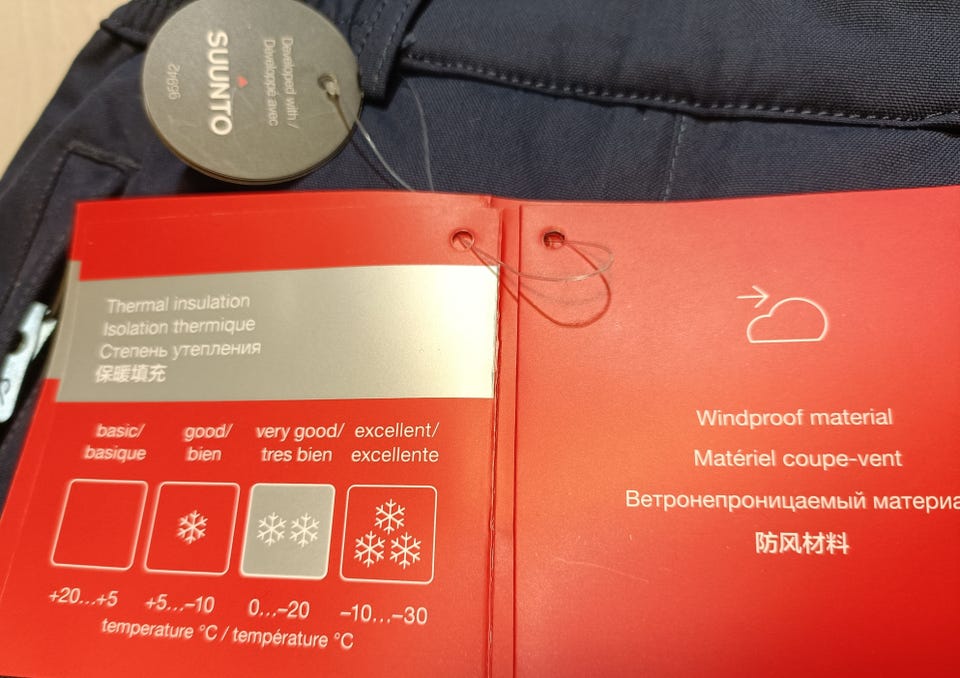 Developed with /
Développé avec
SUUNTO
Thermal insulation
Isolation thermique
Степень утепления
保暖填充
basic/
basique
good/
bien
very good/
tres bien
excellent/
excellente
+20...+5
+5...–10
0...–20
–10...–30
temperature °C / température °C
Windproof material
Matériel coupe-vent
Ветронепроницаемый материа
防风材料